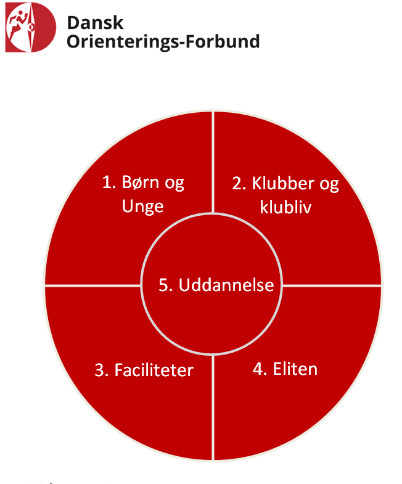 Dansk
Orienterings-Forbund
1. Børn og
Unge
2. Klubber og
klubliv
5. Uddannelse
3. Faciliteter
4. Eliten